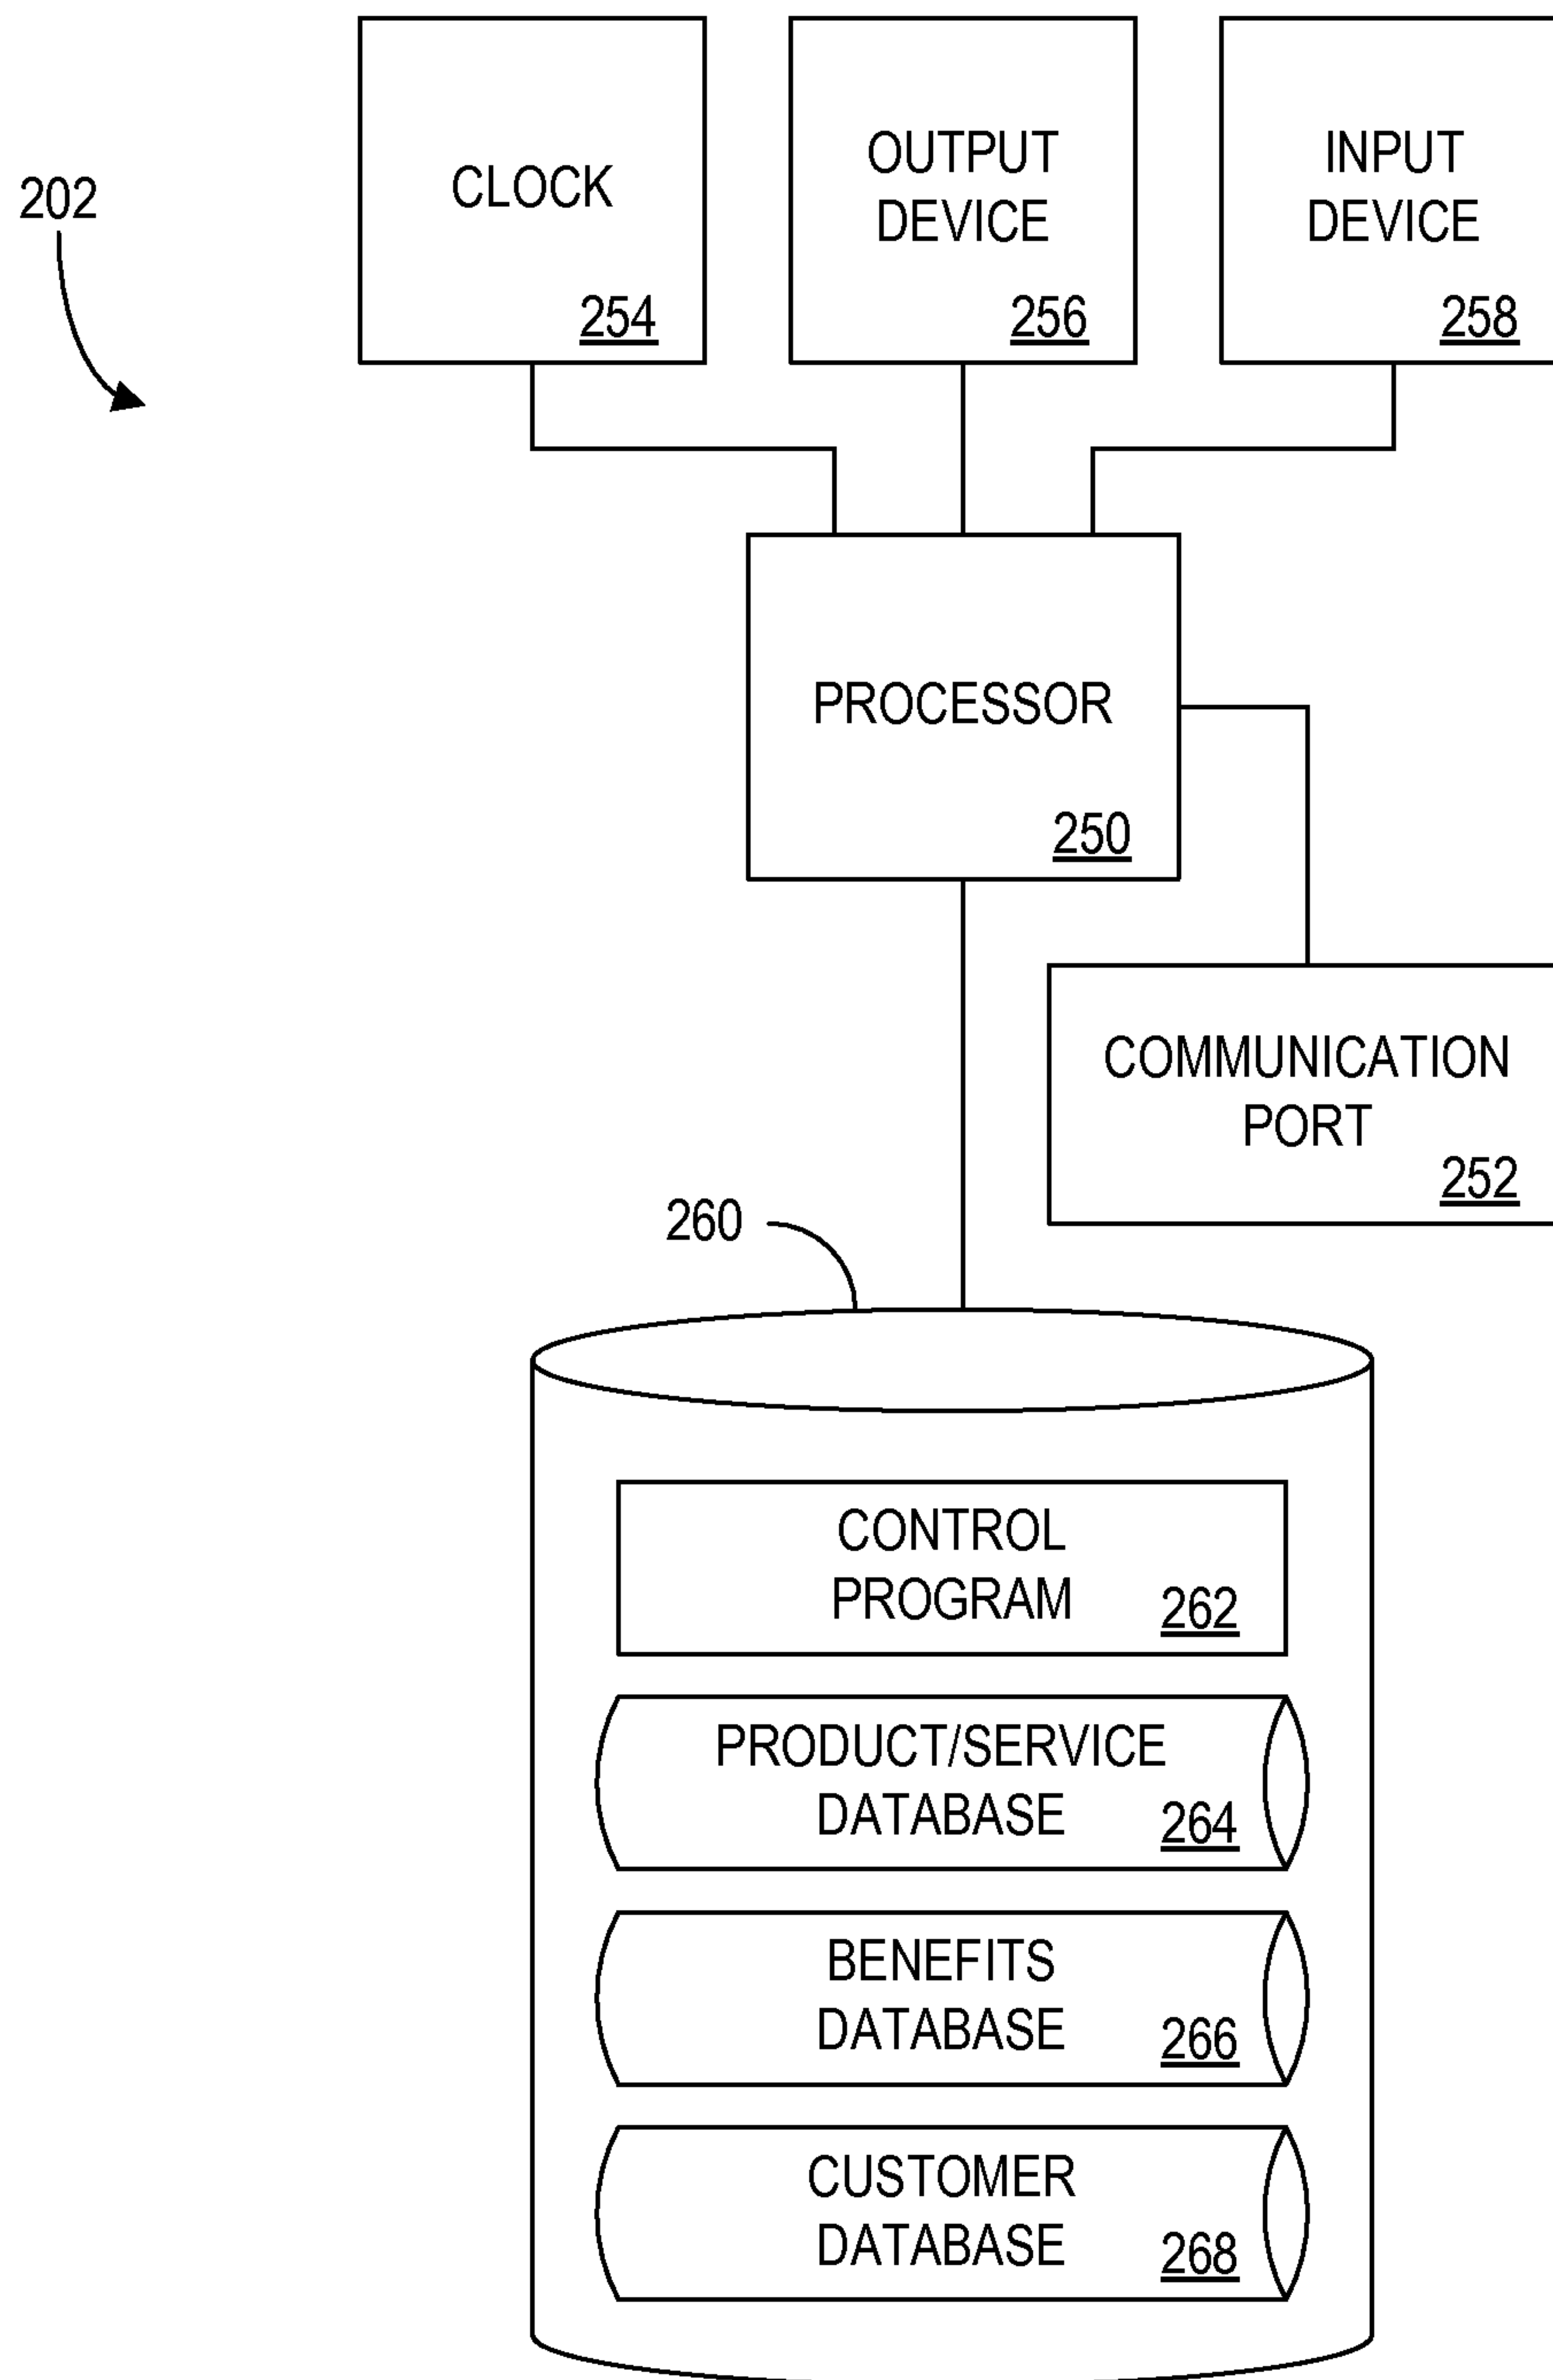 202
CLOCK
254
OUTPUT
DEVICE
256
INPUT
DEVICE
258
PROCESSOR
250
COMMUNICATION
PORT
252
260
CONTROL
PROGRAM
262
PRODUCT/SERVICE
DATABASE
264
BENEFITS
DATABASE
266
CUSTOMER
DATABASE
268